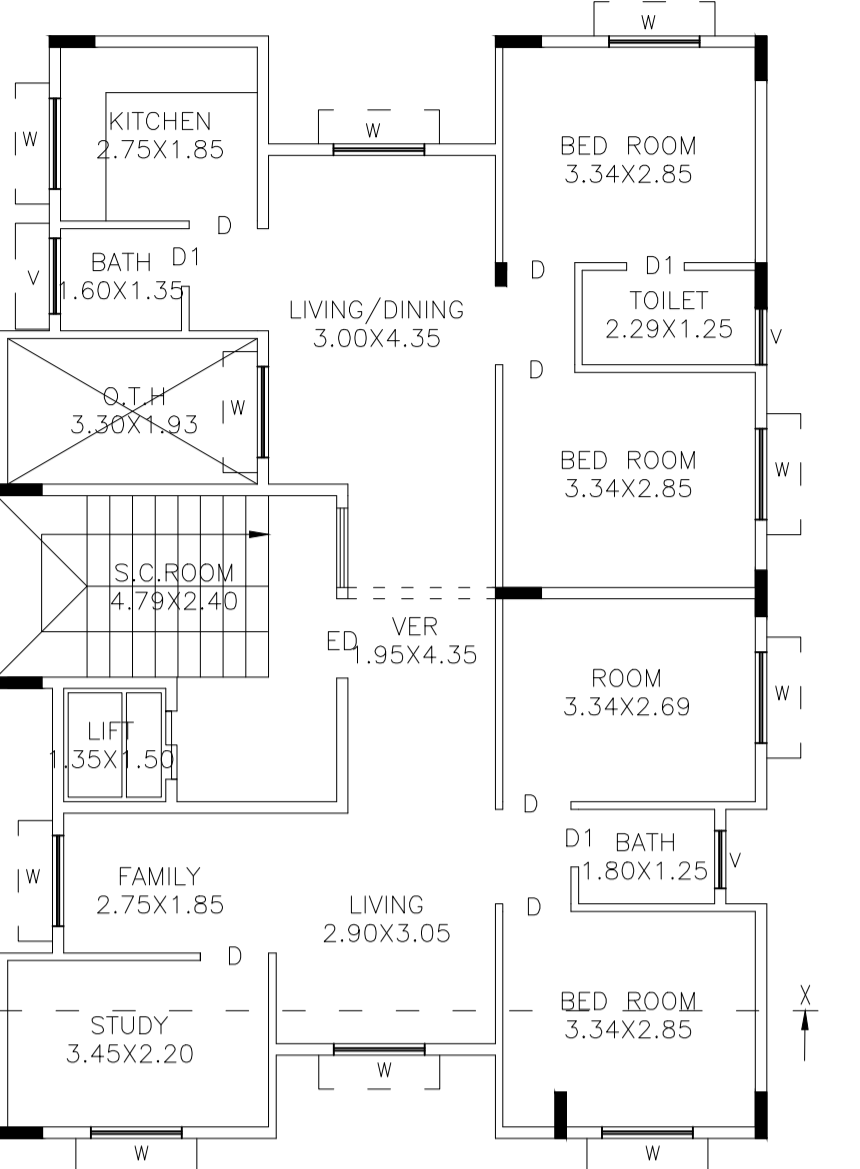 W
KITCHEN
2.75X1.85
W
W
BED ROOM
3.34X2.85
D
BATH
D1
1.60X1.35
V
D
D1
TOILET
2.29X1.25
V
LIVING/DINING
3.00X4.35
D
O.T.H
3.30X1.93
W
BED ROOM
3.34X2.85
W
S.C.ROOM
4.79X2.40
ED
VER
1.95X4.35
ROOM
3.34X2.69
W
LIFT
1.35X1.50
D
D1
BATH
1.80X1.25
V
W
FAMILY
2.75X1.85
LIVING
2.90X3.05
D
D
BED ROOM
3.34X2.85
X
STUDY
3.45X2.20
W
W
W